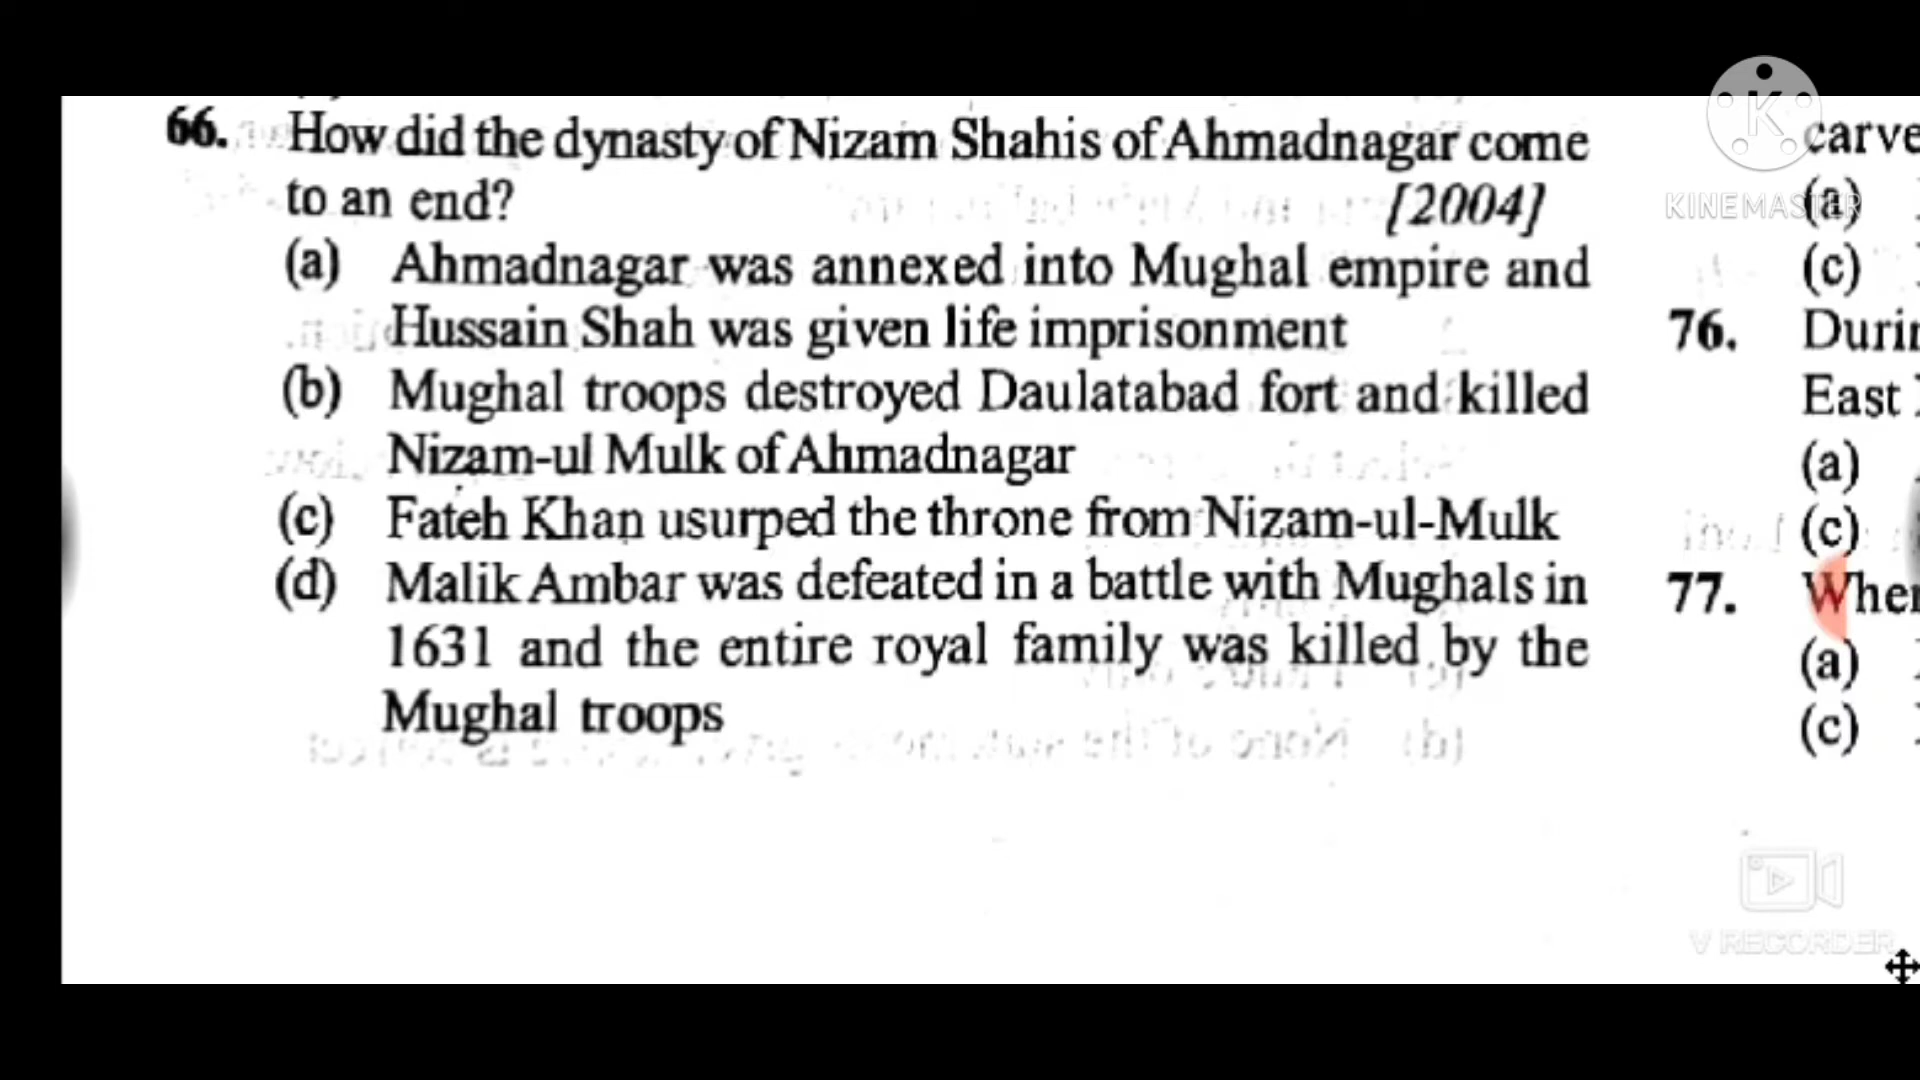 66. How did the dynasty of Nizam Shahis of Ahmadnagar come
to an end? [2004]
(a) Ahmadnagar was annexed into Mughal empire and
Hussain Shah was given life imprisonment
(b) Mughal troops destroyed Daulatabad fort and killed
Nizam-ul Mulk of Ahmadnagar
(c) Fateh Khan usurped the throne from Nizam-ul-Mulk
(d) Malik Ambar was defeated in a battle with Mughals in
1631 and the entire royal family was killed by the
Mughal troops
carve
(a)
(c)
76. Durin
East
(a)
(c)
77. When
(a)
(c)
K
KINEMASTER
V RECORDER